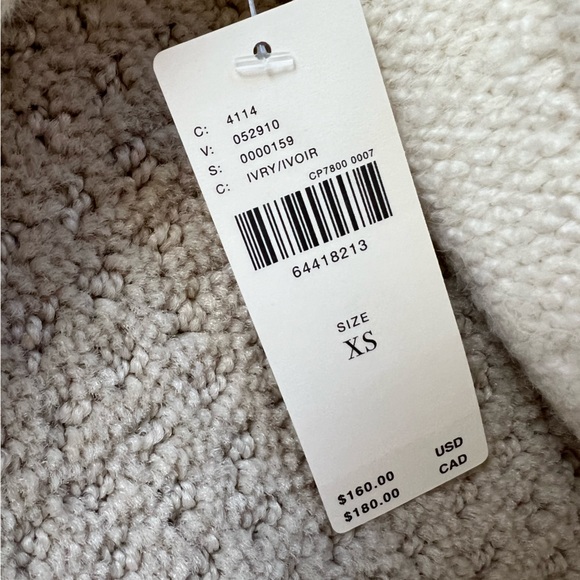 C: 4114
V: 052910
S: 0000159
C: IVRY/IVOIR
CP7800 0007
64418213
SIZE
XS
$160.00 USD
$180.00 CAD